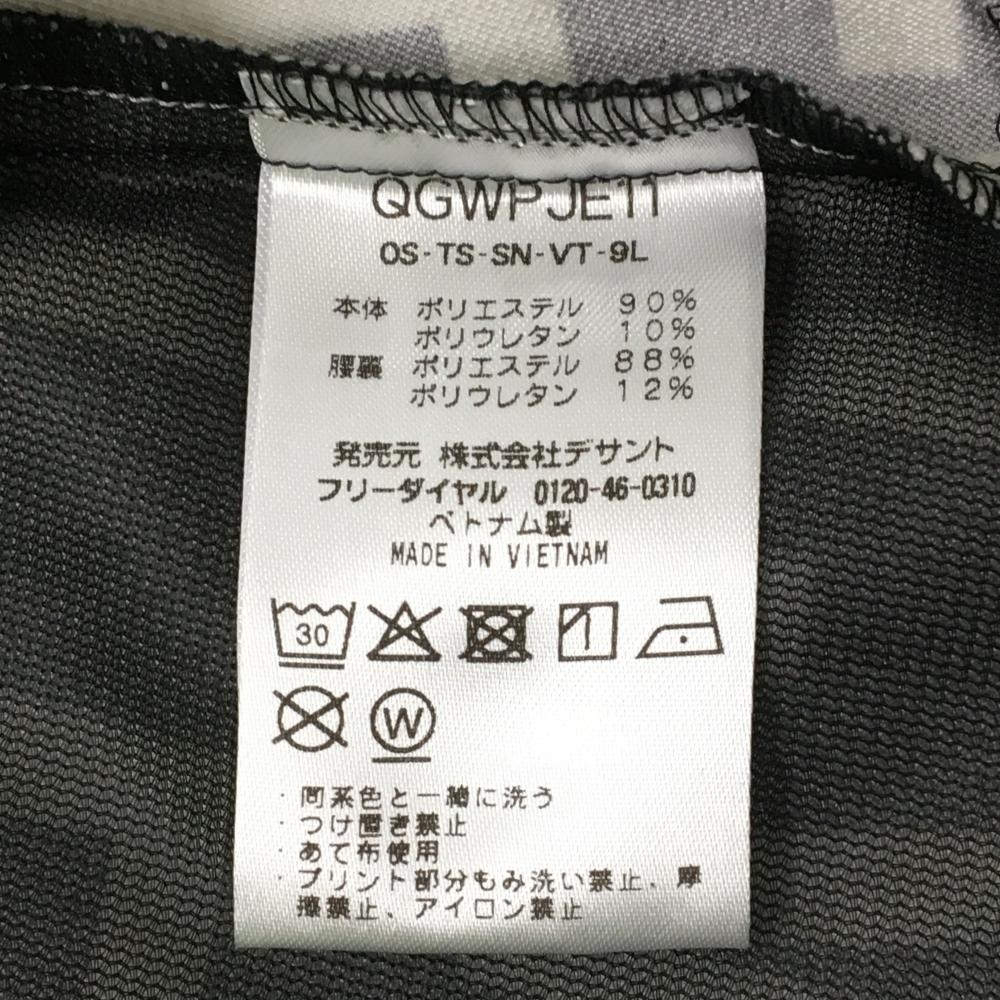 QGWPJE11
OS-TS-SN-VT-9L
本体 ポリエステル 90%
ポリウレタン 10%
腰裏 ポリエステル 88%
ポリウレタン 12%
発売元 株式会社デサント
フリーダイヤル 0120-46-0310
ベトナム製
MADE IN VIETNAM
30
W
・同系色と一緒に洗う
・つけ置き禁止
・あて布使用
・プリント部分もみ洗い禁止、摩
擦禁止、アイロン禁止